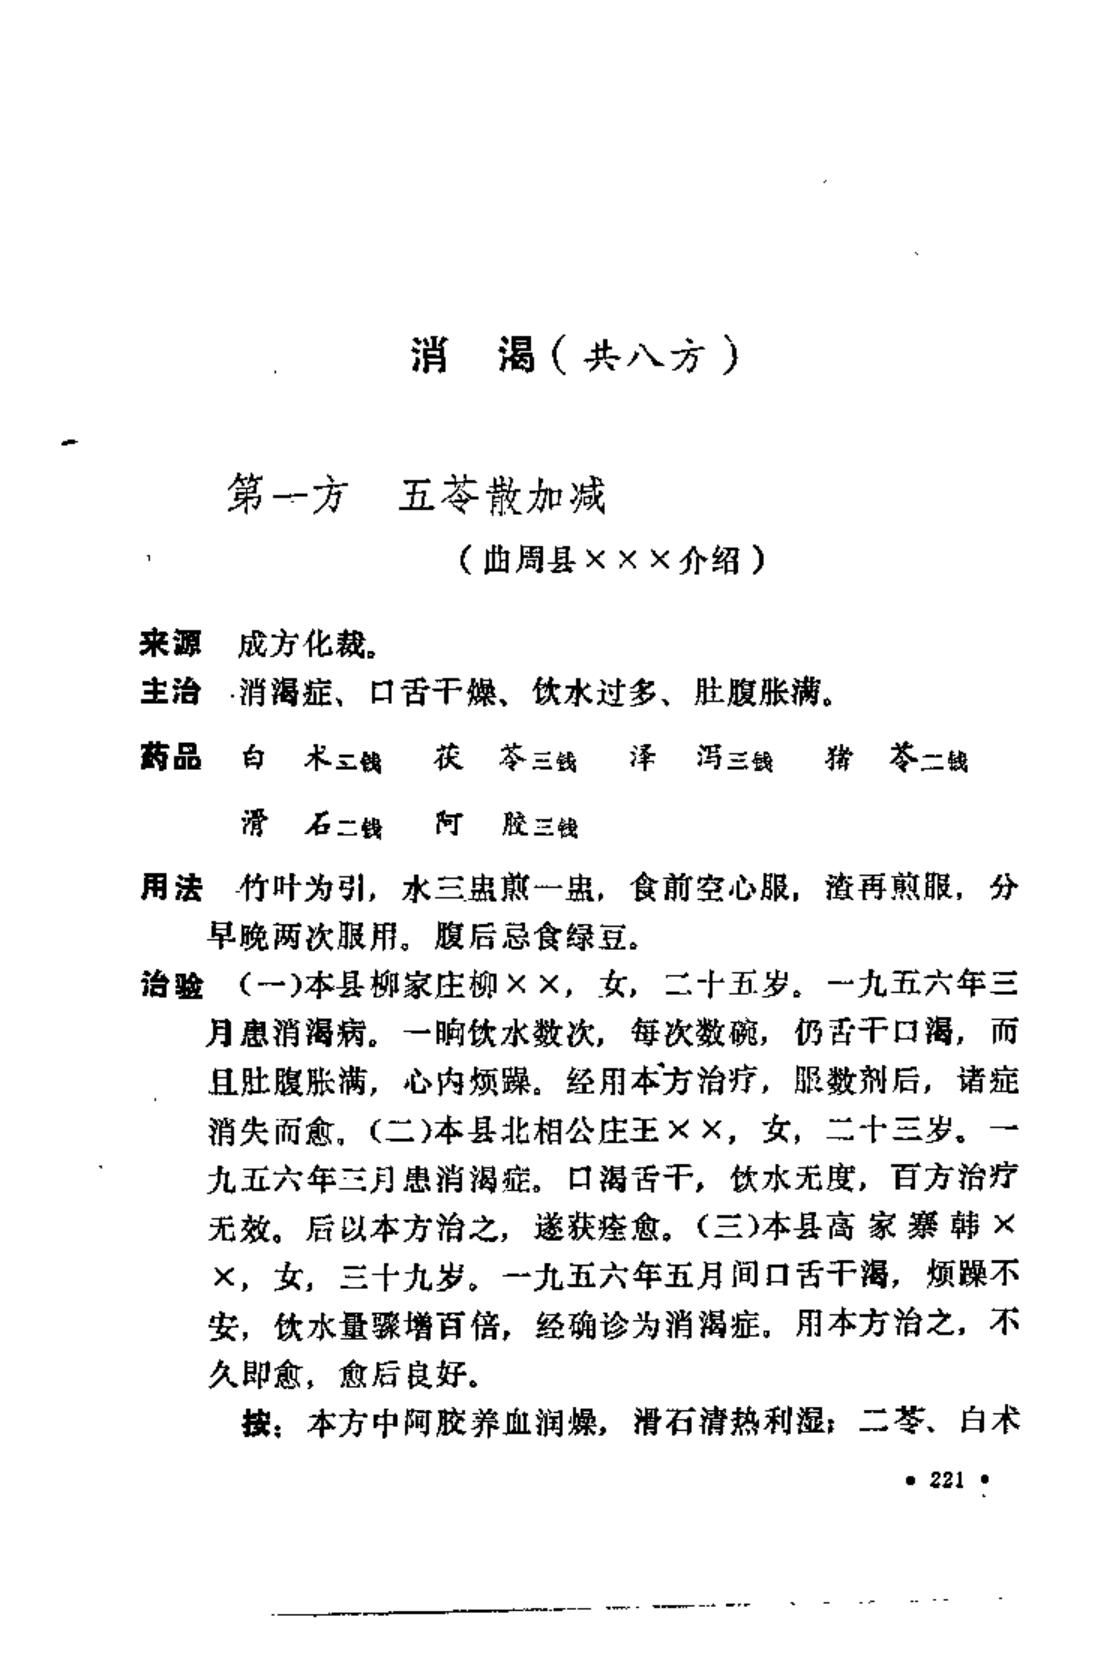 消　渴（共八方）
第一方　五苓散加减
（曲周县×××介绍）
来源　成方化裁。
主治　消渴症、口舌干燥、饮水过多、肚腹胀满。
药品　白　术三钱　茯　苓三钱　泽　泻三钱　猪　苓二钱
滑　石二钱　阿　胶三钱
用法　竹叶为引，水三盅煎一盅，食前空心服，渣再煎服，分
早晚两次服用。腹后忌食绿豆。
治验　（一）本县柳家庄柳××，女，二十五岁。一九五六年三
月患消渴病。一晌饮水数次，每次数碗，仍舌干口渴，而
且肚腹胀满，心内烦躁。经用本方治疗，服数剂后，诸症
消失而愈。（二）本县北相公庄王××，女，二十三岁。一
九五六年三月患消渴症。口渴舌干，饮水无度，百方治疗
无效。后以本方治之，遂获痊愈。（三）本县高家寨韩×
×，女，三十九岁。一九五六年五月间口舌干渴，烦躁不
安，饮水量骤增百倍，经确诊为消渴症。用本方治之，不
久即愈，愈后良好。
按：本方中阿胶养血润燥，滑石清热利湿；二苓、白术
• 221 •